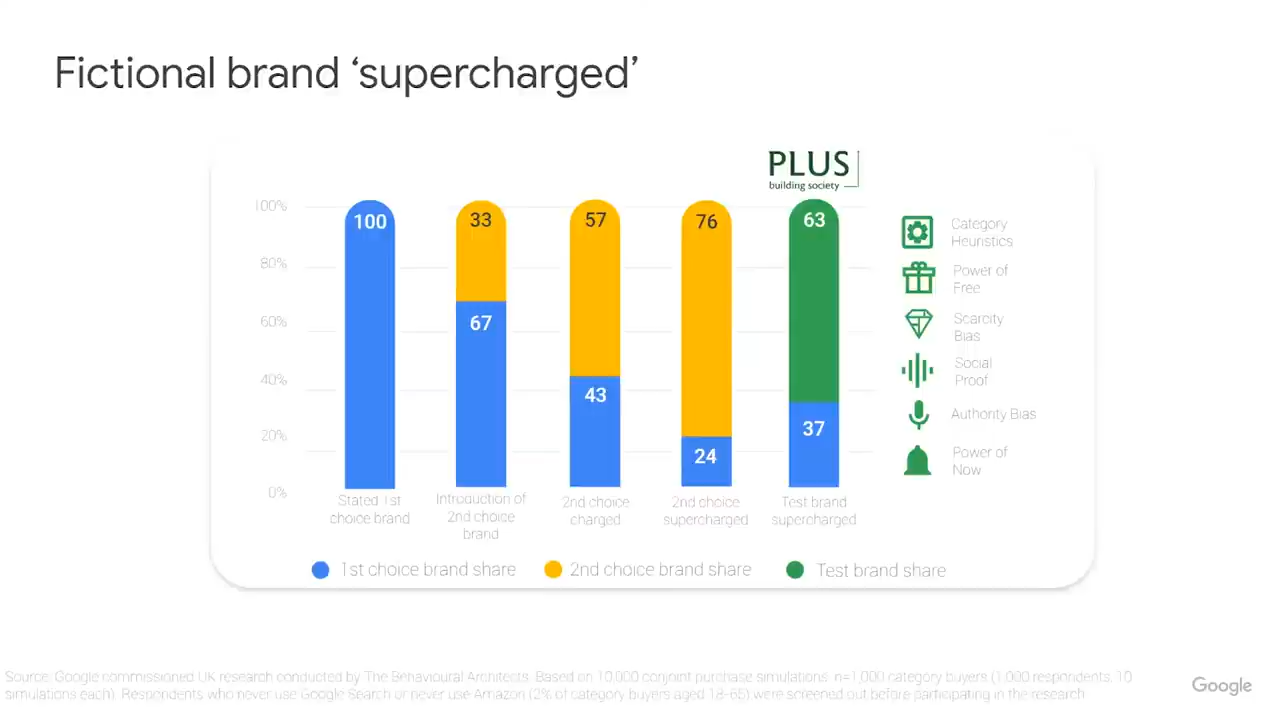 Fictional brand ‘supercharged’
PLUS
building society
100%
80%
60%
40%
20%
0%
100
33
67
57
43
76
24
63
37
Stated 1st
choice brand
Introduction of
2nd choice
brand
2nd choice
charged
2nd choice
supercharged
Test brand
supercharged
Category
Heuristics
Power of
Free
Scarcity
Bias
Social
Proof
Authority Bias
Power of
Now
1st choice brand share
2nd choice brand share
Test brand share
Source: Google commissioned UK research conducted by The Behavioural Architects. Based on 10,000 conjoint purchase simulations. n=1,000 category buyers (1,000 respondents, 10
simulations each). Respondents who never use Google Search or never use Amazon (2% of category buyers aged 18-65) were screened out before participating in the research
Google